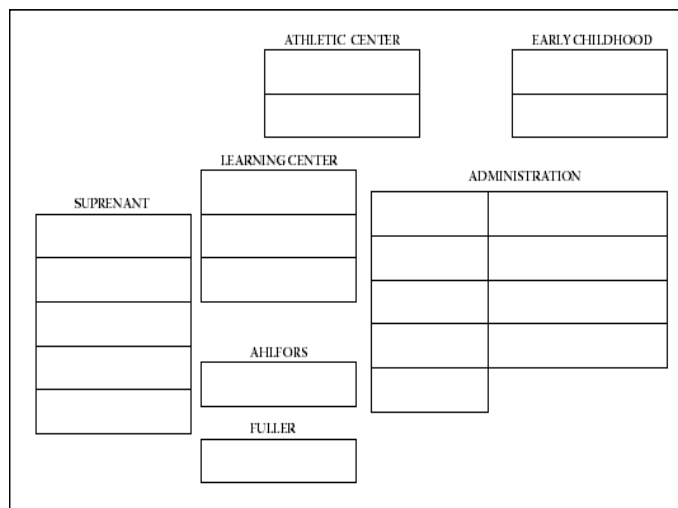 ATHLETIC CENTER
EARLY CHILDHOOD
LEARNING CENTER
ADMINISTRATION
SUPRENANT
AHLFORS
FULLER